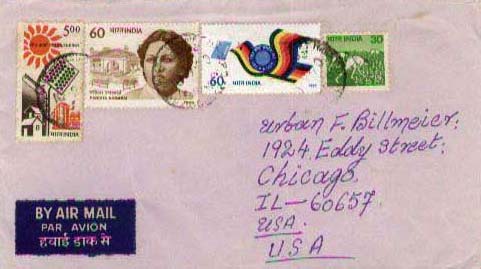 5.00
भारत INDIA
60
भारत INDIA
60
भारत INDIA
30
भारत INDIA
Urban F. Billmeier:
1924. Eddy Street:
Chicago.
IL-60657.
USA.
USA
BY AIR MAIL
PAR AVION
हवाई डाक से